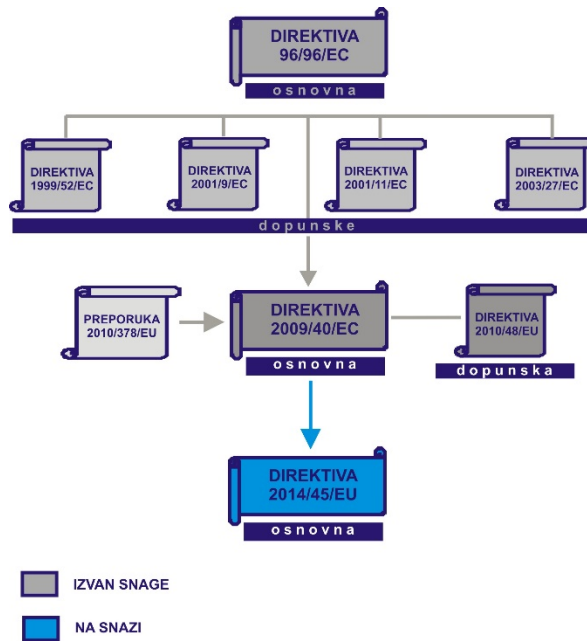 DIREKTIVA
96/96/EC
osnovna
DIREKTIVA
1999/52/EC
DIREKTIVA
2001/9/EC
DIREKTIVA
2001/11/EC
DIREKTIVA
2003/27/EC
dopunske
PREPORUKA
2010/378/EU
DIREKTIVA
2009/40/EC
osnovna
DIREKTIVA
2010/48/EU
dopunska
DIREKTIVA
2014/45/EU
osnovna
IZVAN SNAGE
NA SNAZI